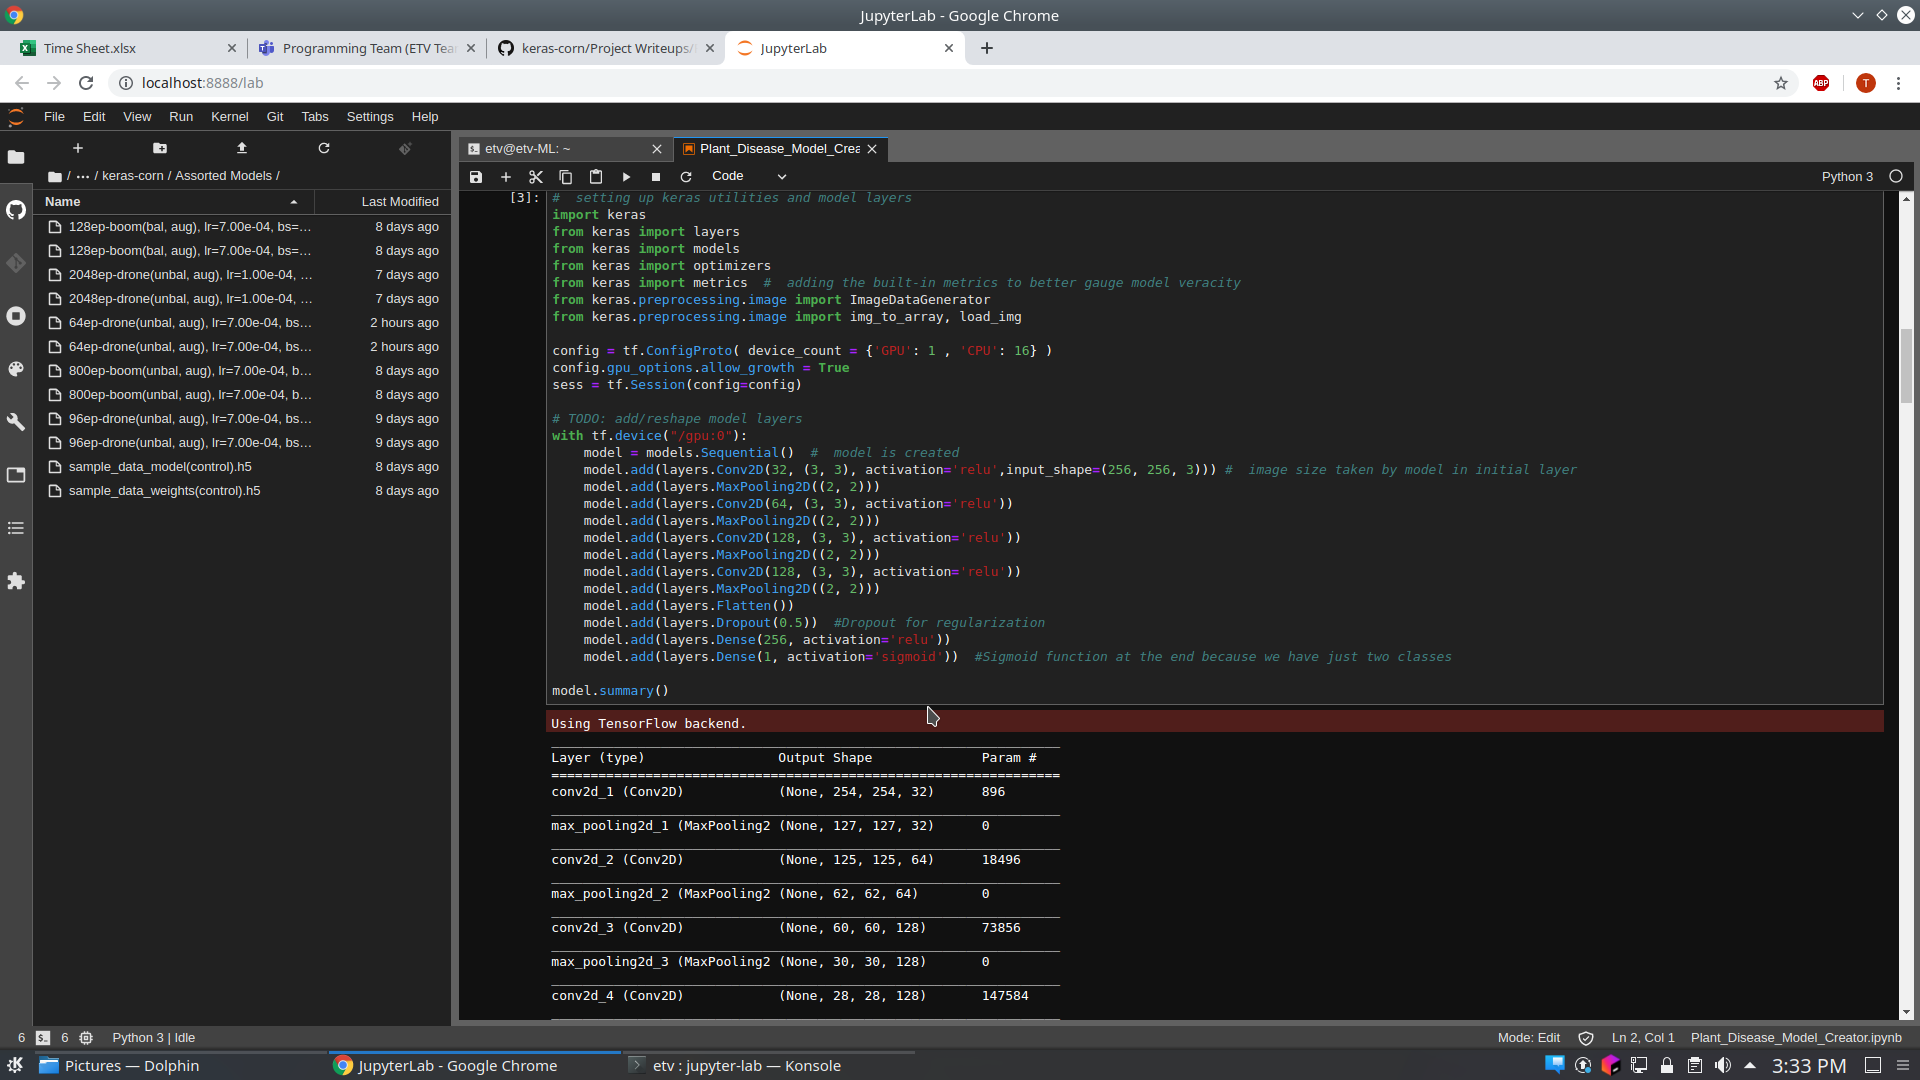 JupyterLab - Google Chrome
Time Sheet.xlsx
Programming Team (ETV Tea
keras-corn/Project Writeups/
JupyterLab
localhost:8888/lab
ABP
T
File Edit View Run Kernel Git Tabs Settings Help
/ ··· / keras-corn / Assorted Models /
Name Last Modified
128ep-boom(bal, aug), lr=7.00e-04, bs=... 8 days ago
128ep-boom(bal, aug), lr=7.00e-04, bs=... 8 days ago
2048ep-drone(unbal, aug), lr=1.00e-04, ... 7 days ago
2048ep-drone(unbal, aug), lr=1.00e-04, ... 7 days ago
64ep-drone(unbal, aug), lr=7.00e-04, bs... 2 hours ago
64ep-drone(unbal, aug), lr=7.00e-04, bs... 2 hours ago
800ep-boom(unbal, aug), lr=7.00e-04, b... 8 days ago
800ep-boom(unbal, aug), lr=7.00e-04, b... 8 days ago
96ep-drone(unbal, aug), lr=7.00e-04, bs... 9 days ago
96ep-drone(unbal, aug), lr=7.00e-04, bs... 9 days ago
sample_data_model(control).h5 8 days ago
sample_data_weights(control).h5 8 days ago
etv@etv-ML: ~
Plant_Disease_Model_Crea
Code
Python 3
[3]: #  setting up keras utilities and model layers
import keras
from keras import layers
from keras import models
from keras import optimizers
from keras import metrics  #  adding the built-in metrics to better gauge model veracity
from keras.preprocessing.image import ImageDataGenerator
from keras.preprocessing.image import img_to_array, load_img
config = tf.ConfigProto( device_count = {'GPU': 1 , 'CPU': 16} )
config.gpu_options.allow_growth = True
sess = tf.Session(config=config)
# TODO: add/reshape model layers
with tf.device("/gpu:0"):
    model = models.Sequential()  #  model is created
    model.add(layers.Conv2D(32, (3, 3), activation='relu',input_shape=(256, 256, 3))) #  image size taken by model in initial layer
    model.add(layers.MaxPooling2D((2, 2)))
    model.add(layers.Conv2D(64, (3, 3), activation='relu'))
    model.add(layers.MaxPooling2D((2, 2)))
    model.add(layers.Conv2D(128, (3, 3), activation='relu'))
    model.add(layers.MaxPooling2D((2, 2)))
    model.add(layers.Conv2D(128, (3, 3), activation='relu'))
    model.add(layers.MaxPooling2D((2, 2)))
    model.add(layers.Flatten())
    model.add(layers.Dropout(0.5))  #Dropout for regularization
    model.add(layers.Dense(256, activation='relu'))
    model.add(layers.Dense(1, activation='sigmoid'))  #Sigmoid function at the end because we have just two classes
model.summary()
Using TensorFlow backend.
Layer (type) Output Shape Param #
=================================================================
conv2d_1 (Conv2D) (None, 254, 254, 32) 896
max_pooling2d_1 (MaxPooling2 (None, 127, 127, 32) 0
conv2d_2 (Conv2D) (None, 125, 125, 64) 18496
max_pooling2d_2 (MaxPooling2 (None, 62, 62, 64) 0
conv2d_3 (Conv2D) (None, 60, 60, 128) 73856
max_pooling2d_3 (MaxPooling2 (None, 30, 30, 128) 0
conv2d_4 (Conv2D) (None, 28, 28, 128) 147584
6 6 Python 3 | Idle
Mode: Edit Ln 2, Col 1 Plant_Disease_Model_Creator.ipynb
Pictures — Dolphin
JupyterLab - Google Chrome
etv : jupyter-lab — Konsole
3:33 PM